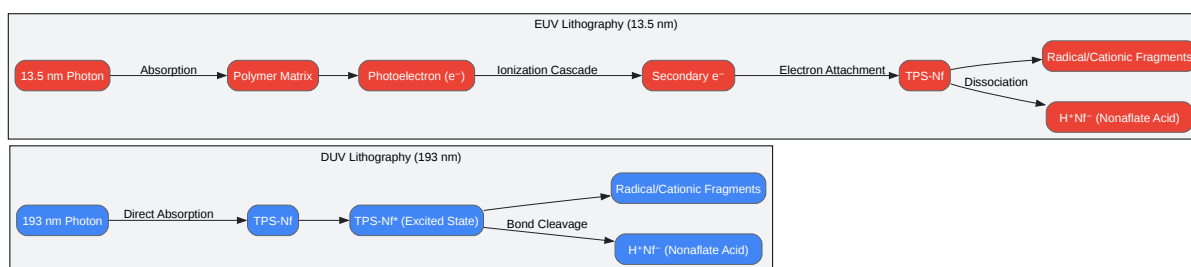 EUV Lithography (13.5 nm)
13.5 nm Photon
Absorption
Polymer Matrix
Photoelectron (e⁻)
Ionization Cascade
Secondary e⁻
Electron Attachment
TPS-Nf
Radical/Cationic Fragments
Dissociation
H⁺Nf⁻ (Nonaflate Acid)
DUV Lithography (193 nm)
193 nm Photon
Direct Absorption
TPS-Nf
TPS-Nf* (Excited State)
Radical/Cationic Fragments
Bond Cleavage
H⁺Nf⁻ (Nonaflate Acid)